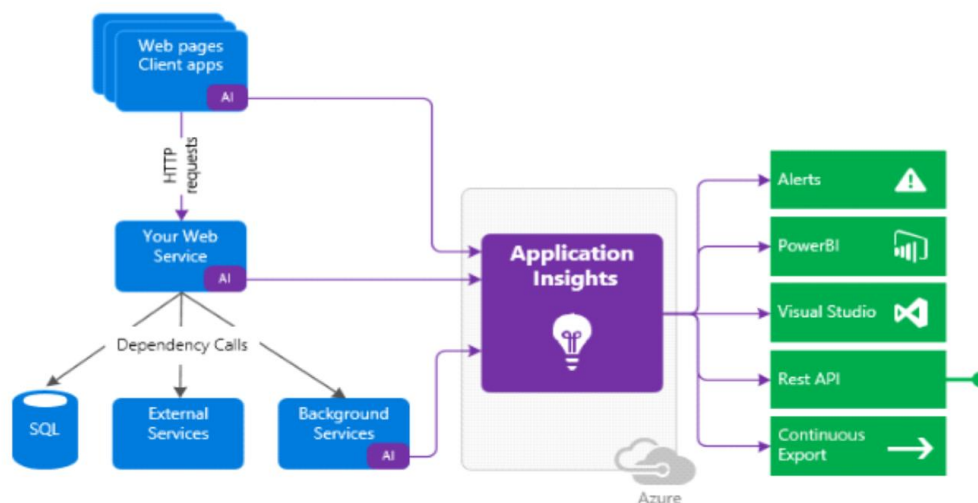 Web pages
Client apps
AI
HTTP
requests
Your Web
Service
AI
Dependency Calls
SQL
External
Services
Background
Services
AI
Application
Insights
Azure
Alerts
PowerBI
Visual Studio
Rest API
Continuous
Export